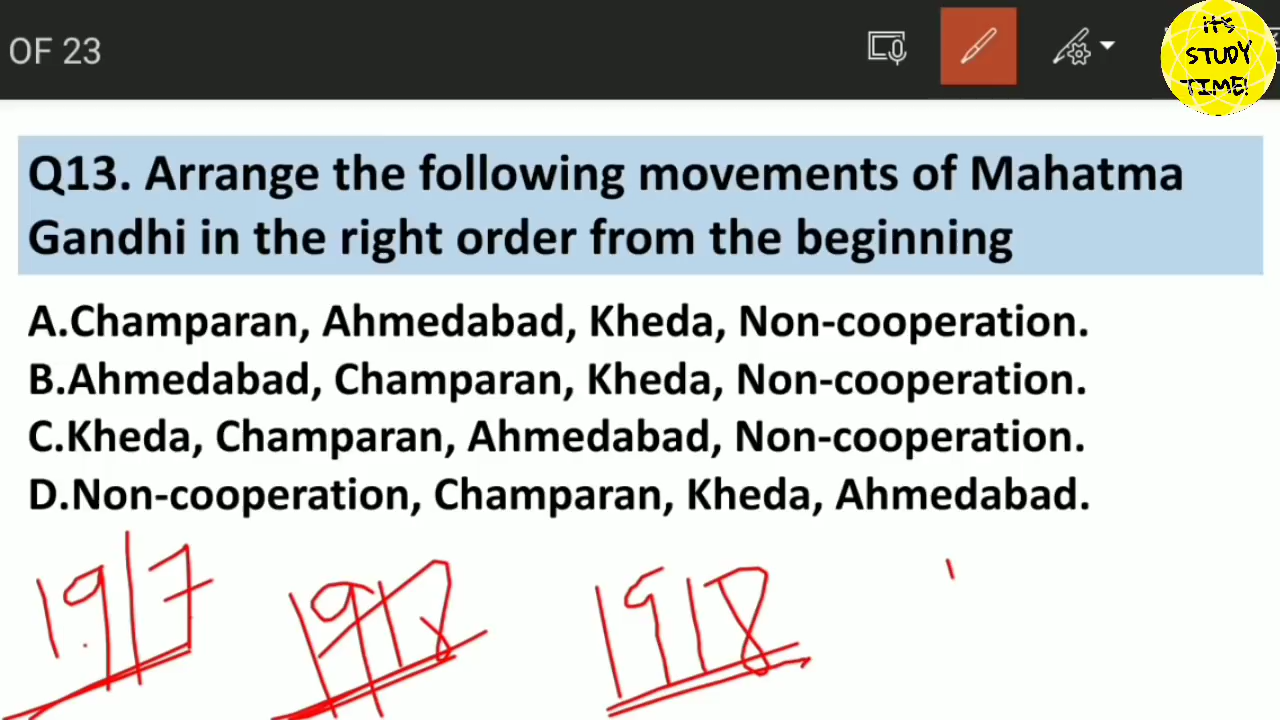 OF 23
ITS
STUDY
TIME!
Q13. Arrange the following movements of Mahatma
Gandhi in the right order from the beginning
A.Champaran, Ahmedabad, Kheda, Non-cooperation.
B.Ahmedabad, Champaran, Kheda, Non-cooperation.
C.Kheda, Champaran, Ahmedabad, Non-cooperation.
D.Non-cooperation, Champaran, Kheda, Ahmedabad.
1917 1918 1918